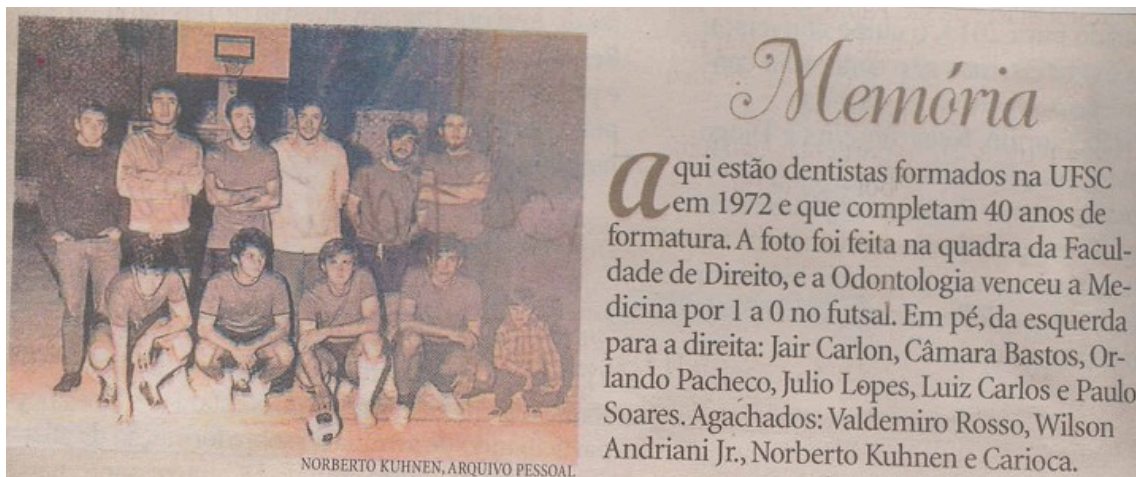 Memória
aqui estão dentistas formados na UFSC
em 1972 e que completam 40 anos de
formatura. A foto foi feita na quadra da Facul-
dade de Direito, e a Odontologia venceu a Me-
dicina por 1 a 0 no futsal. Em pé, da esquerda
para a direita: Jair Carlon, Câmara Bastos, Or-
lando Pacheco, Julio Lopes, Luiz Carlos e Paulo
Soares. Agachados: Valdemiro Rosso, Wilson
Andriani Jr., Norberto Kuhnen e Carioca.
NORBERTO KUHNEN, ARQUIVO PESSOAL